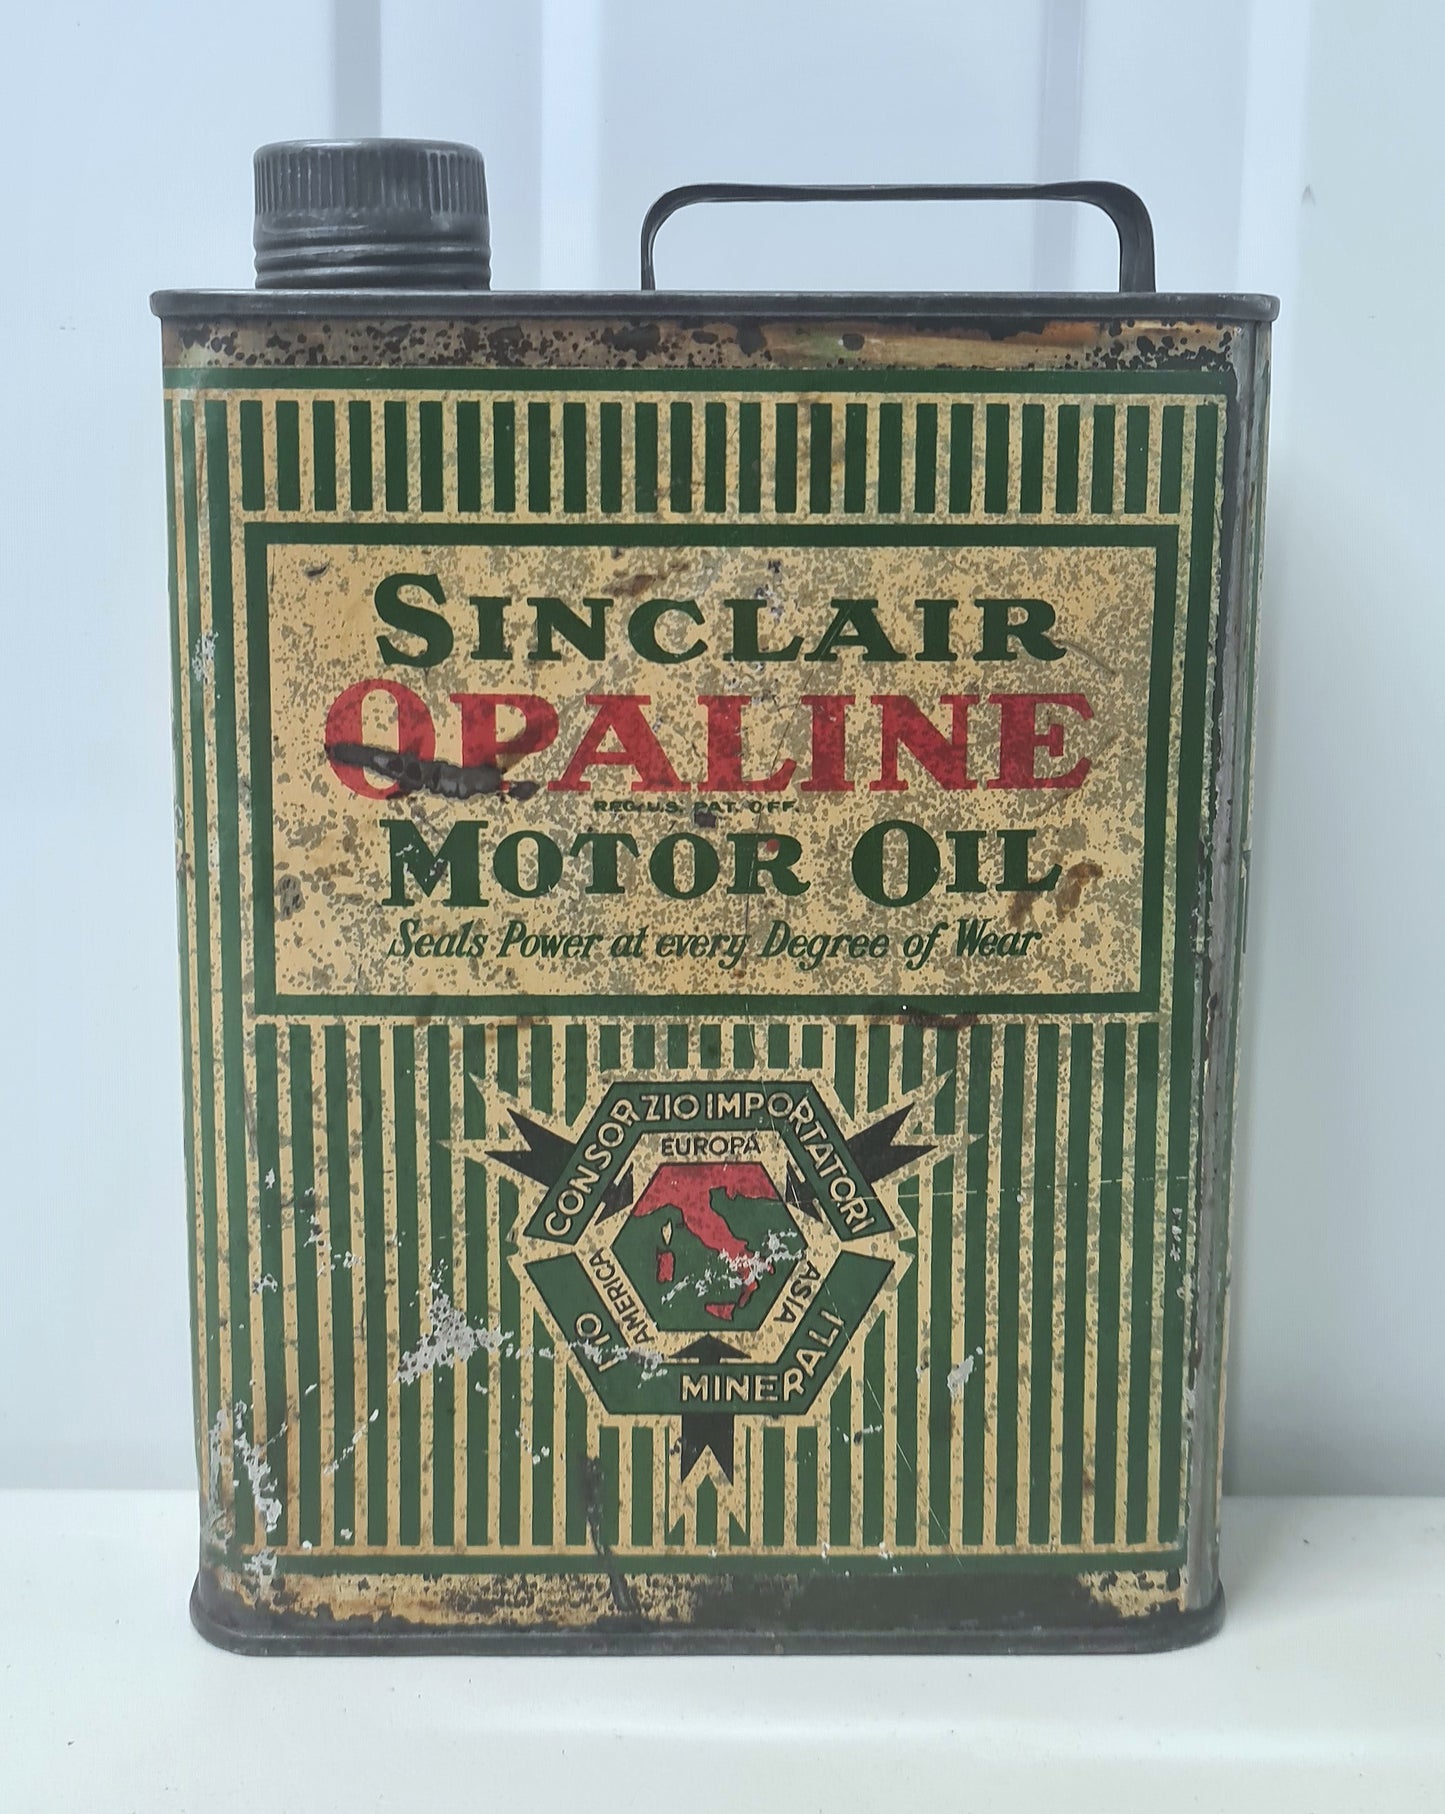 SINCLAIR
OPALINE
REG. U.S. PAT. OFF.
MOTOR OIL
Seals Power at every Degree of Wear
CONSORZIO IMPORTATORI
EUROPA
AMERICA
ASIA
MINERALI